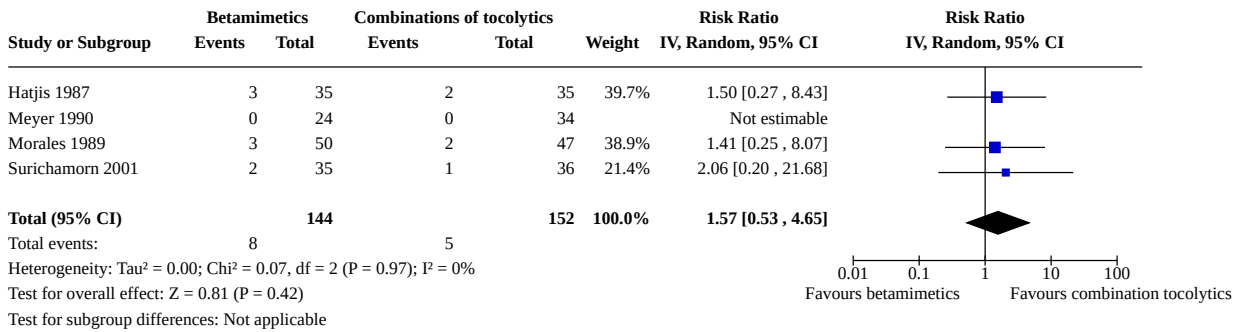 Betamimetics Combinations of tocolytics Risk Ratio Risk Ratio
Study or Subgroup Events Total Events Total Weight IV, Random, 95% CI IV, Random, 95% CI
Hatjis 1987 3 35 2 35 39.7% 1.50 [0.27 , 8.43]
Meyer 1990 0 24 0 34 Not estimable
Morales 1989 3 50 2 47 38.9% 1.41 [0.25 , 8.07]
Surichamorn 2001 2 35 1 36 21.4% 2.06 [0.20 , 21.68]
Total (95% CI) 144 152 100.0% 1.57 [0.53 , 4.65]
Total events: 8 5
Heterogeneity: Tau² = 0.00; Chi² = 0.07, df = 2 (P = 0.97); I² = 0%
Test for overall effect: Z = 0.81 (P = 0.42)
Test for subgroup differences: Not applicable
0.01 0.1 1 10 100
Favours betamimetics Favours combination tocolytics